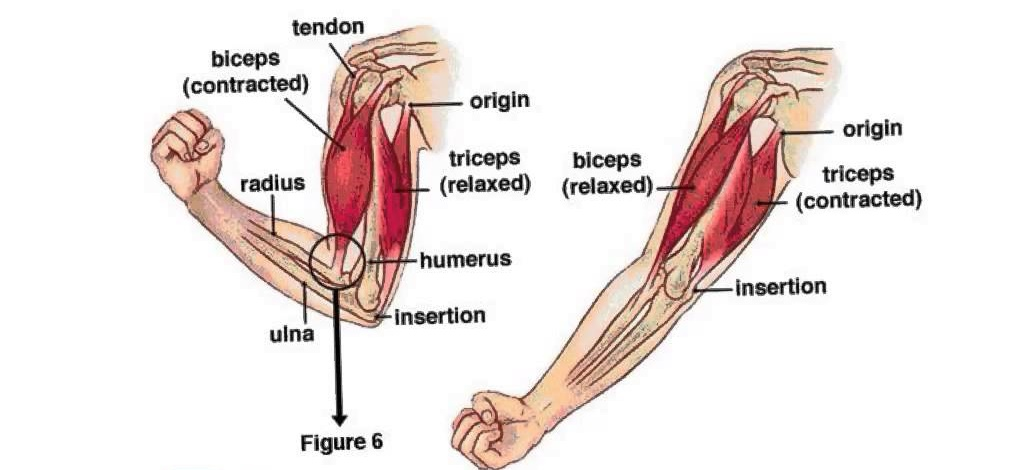 tendon
biceps
(contracted)
origin
triceps
(relaxed)
radius
humerus
insertion
ulna
Figure 6
origin
biceps
(relaxed)
triceps
(contracted)
insertion